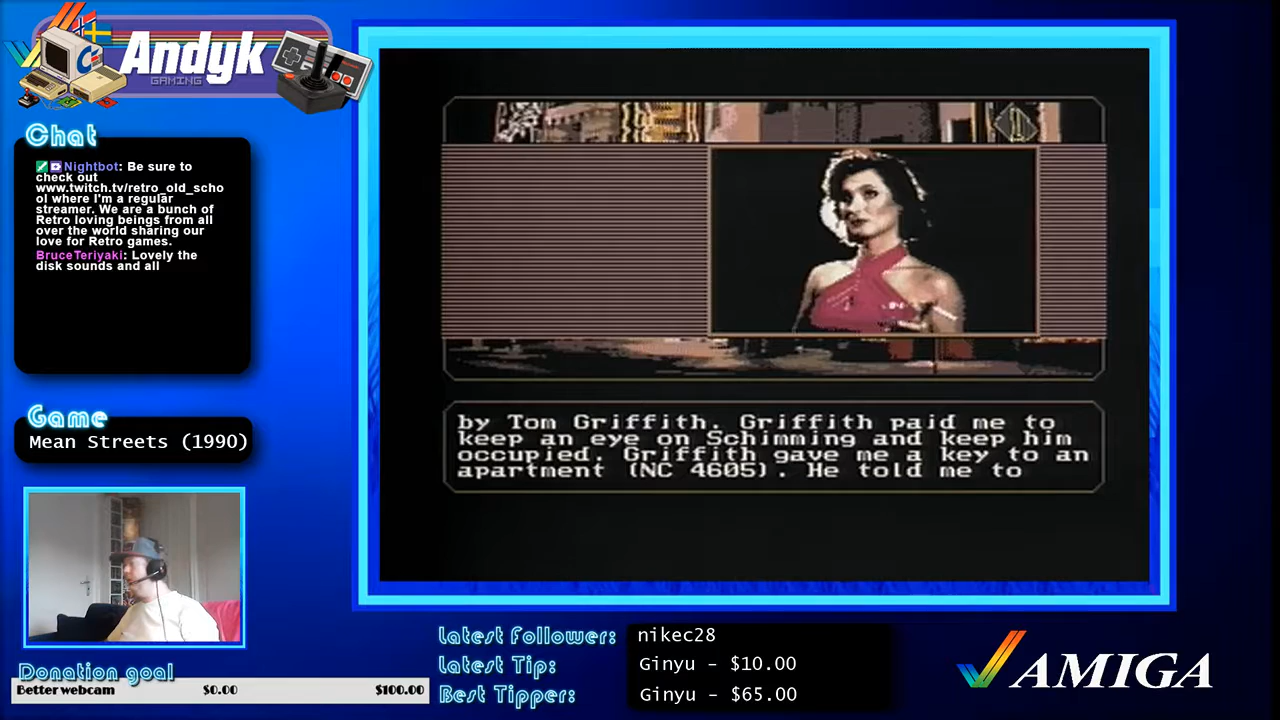 Andyk
GAMING
Chat
Nightbot: Be sure to
check out
www.twitch.tv/retro_old_scho
ol where I'm a regular
streamer. We are a bunch of
Retro loving beings from all
over the world sharing our
love for Retro games.
BruceTeriyaki: Lovely the
disk sounds and all
Game
Mean Streets (1990)
by Tom Griffith. Griffith paid me to
keep an eye on Schimming and keep him
occupied. Griffith gave me a key to an
apartment (NC 4605). He told me to
Latest Follower: nikec28
Latest Tip: Ginyu - $10.00
Best Tipper: Ginyu - $65.00
Donation goal
Better webcam $0.00 $100.00
AMIGA